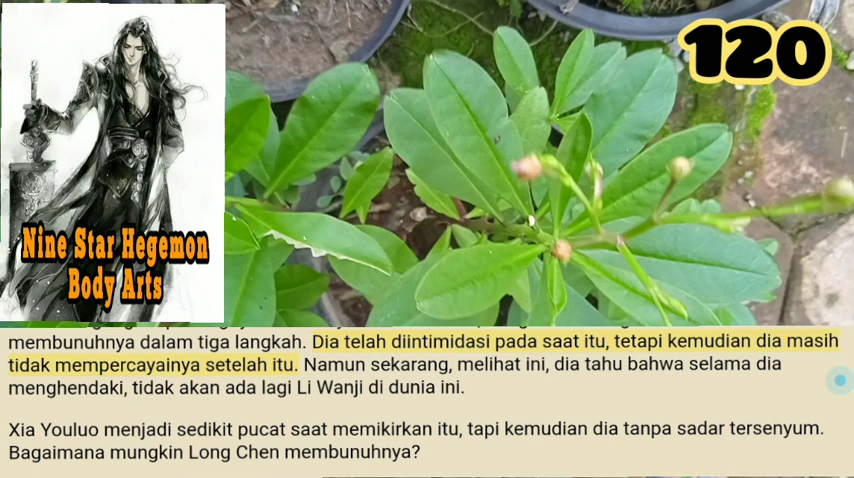 120
Nine Star Hegemon
Body Arts
membunuhnya dalam tiga langkah. Dia telah diintimidasi pada saat itu, tetapi kemudian dia masih
tidak mempercayainya setelah itu. Namun sekarang, melihat ini, dia tahu bahwa selama dia
menghendaki, tidak akan ada lagi Li Wanji di dunia ini.
Xia Youluo menjadi sedikit pucat saat memikirkan itu, tapi kemudian dia tanpa sadar tersenyum.
Bagaimana mungkin Long Chen membunuhnya?